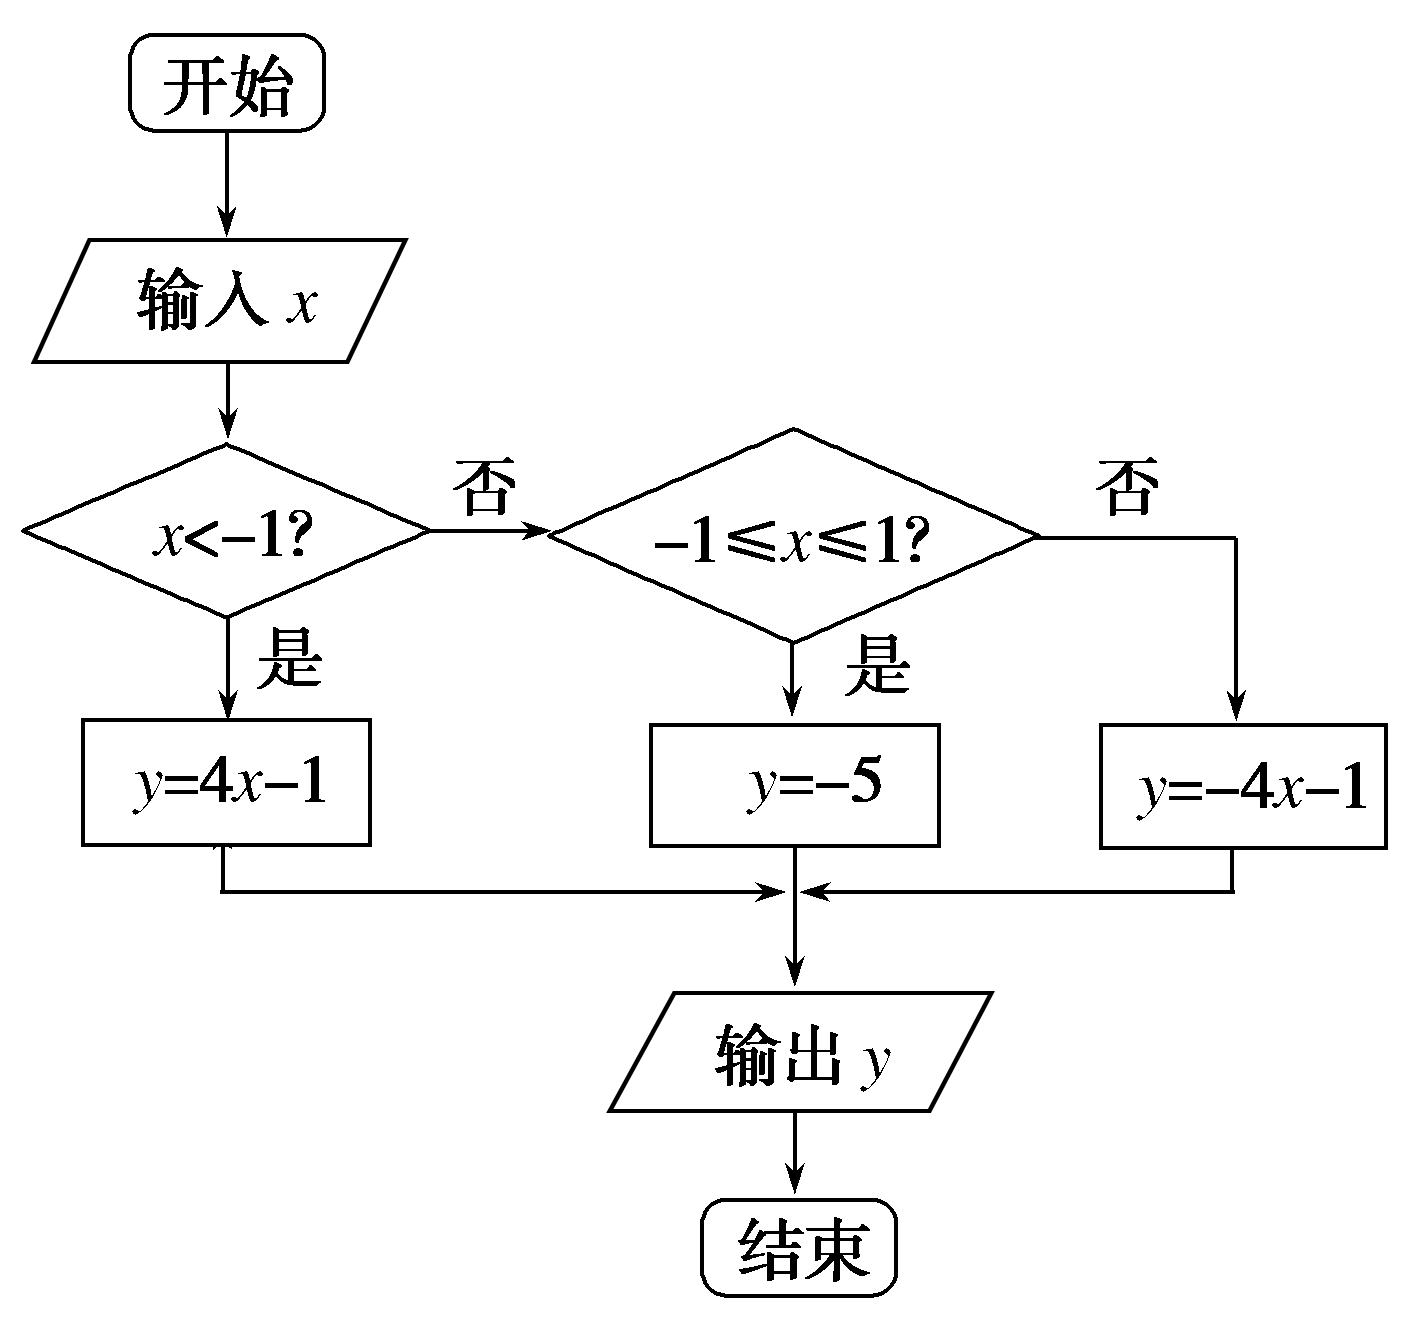 开始
输入 x
x<−1?
否
−1≤x≤1?
否
是
是
y=4x−1
y=−5
y=−4x−1
输出 y
结束